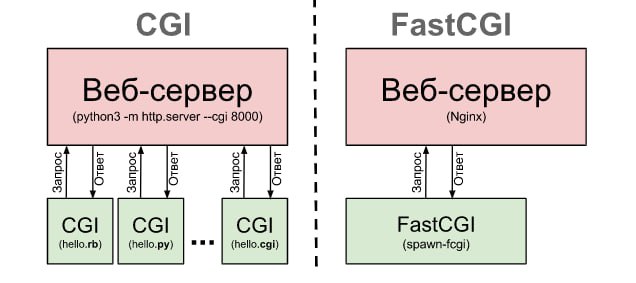 CGI
FastCGI
Веб-сервер
(python3 -m http.server --cgi 8000)
Веб-сервер
(Nginx)
Запрос
Ответ
Запрос
Ответ
Запрос
Ответ
Запрос
Ответ
CGI
(hello.rb)
CGI
(hello.py)
...
CGI
(hello.cgi)
FastCGI
(spawn-fcgi)